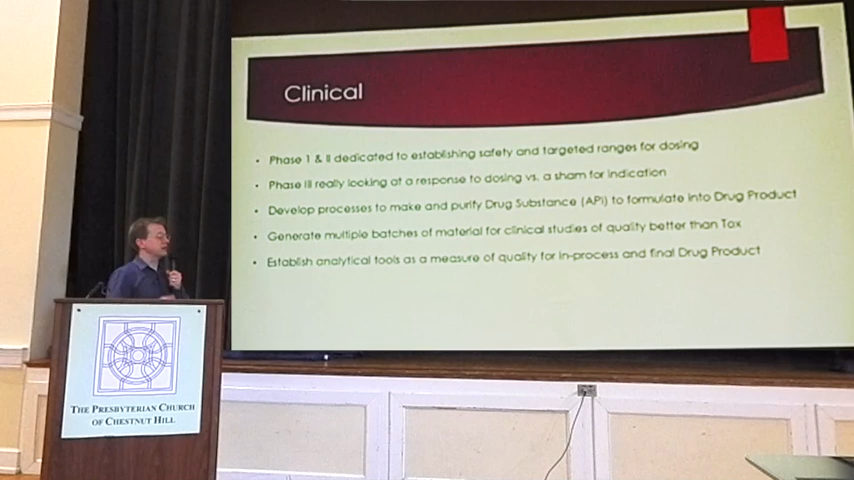 Clinical
Phase I & II dedicated to establishing safety and targeted ranges for dosing
Phase III really looking at a response to dosing vs. a sham for indication
Develop processes to make and purify Drug Substance (API) to formulate into Drug Product
Generate multiple batches of material for clinical studies of quality better than Tox
Establish analytical tools as a measure of quality for in-process and final Drug Product
THE PRESBYTERIAN CHURCH
OF CHESTNUT HILL